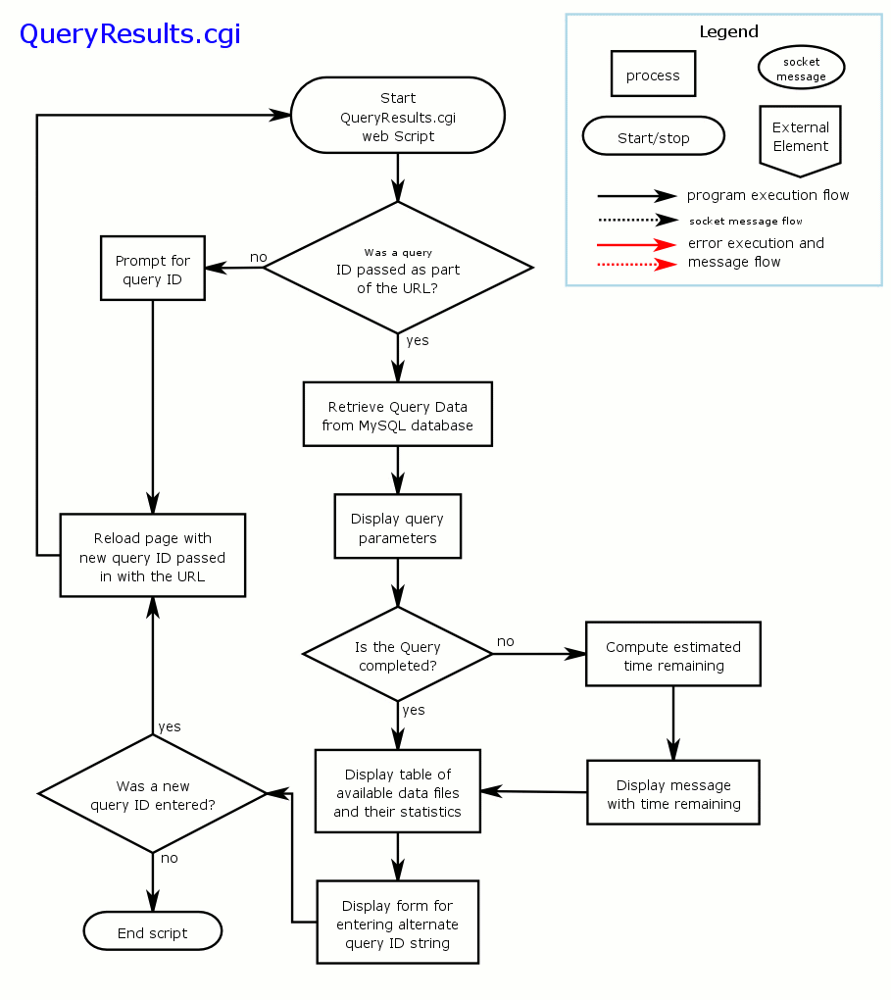 QueryResults.cgi
Legend
process
socket
message
Start/stop
External
Element
program execution flow
socket message flow
error execution and
message flow
Start
QueryResults.cgi
web Script
Was a query
ID passed as part
of the URL?
no
yes
Prompt for
query ID
Retrieve Query Data
from MySQL database
Display query
parameters
Reload page with
new query ID passed
in with the URL
Is the Query
completed?
no
yes
Compute estimated
time remaining
Display message
with time remaining
Display table of
available data files
and their statistics
Was a new
query ID entered?
yes
no
Display form for
entering alternate
query ID string
End script